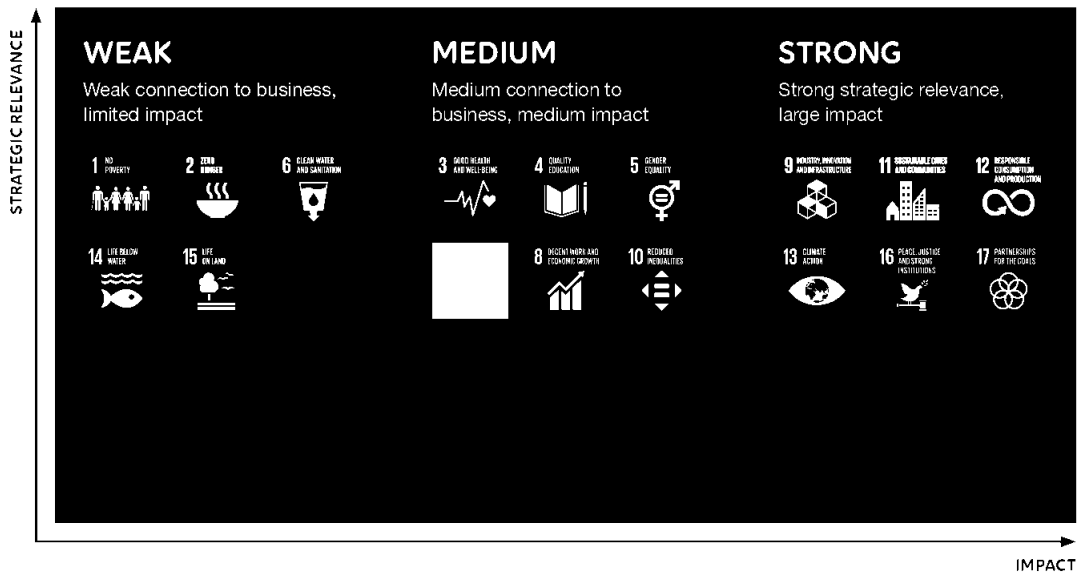 STRATEGIC RELEVANCE
WEAK
Weak connection to business,
limited impact
1 NO
POVERTY
2 ZERO
HUNGER
6 CLEAN WATER
AND SANITATION
14 LIFE BELOW
WATER
15 LIFE
ON LAND
MEDIUM
Medium connection to
business, medium impact
3 GOOD HEALTH
AND WELL-BEING
4 QUALITY
EDUCATION
5 GENDER
EQUALITY
8 DECENT WORK AND
ECONOMIC GROWTH
10 REDUCED
INEQUALITIES
STRONG
Strong strategic relevance,
large impact
9 INDUSTRY, INNOVATION
AND INFRASTRUCTURE
11 SUSTAINABLE CITIES
AND COMMUNITIES
12 RESPONSIBLE
CONSUMPTION
AND PRODUCTION
13 CLIMATE
ACTION
16 PEACE, JUSTICE
AND STRONG
INSTITUTIONS
17 PARTNERSHIPS
FOR THE GOALS
IMPACT